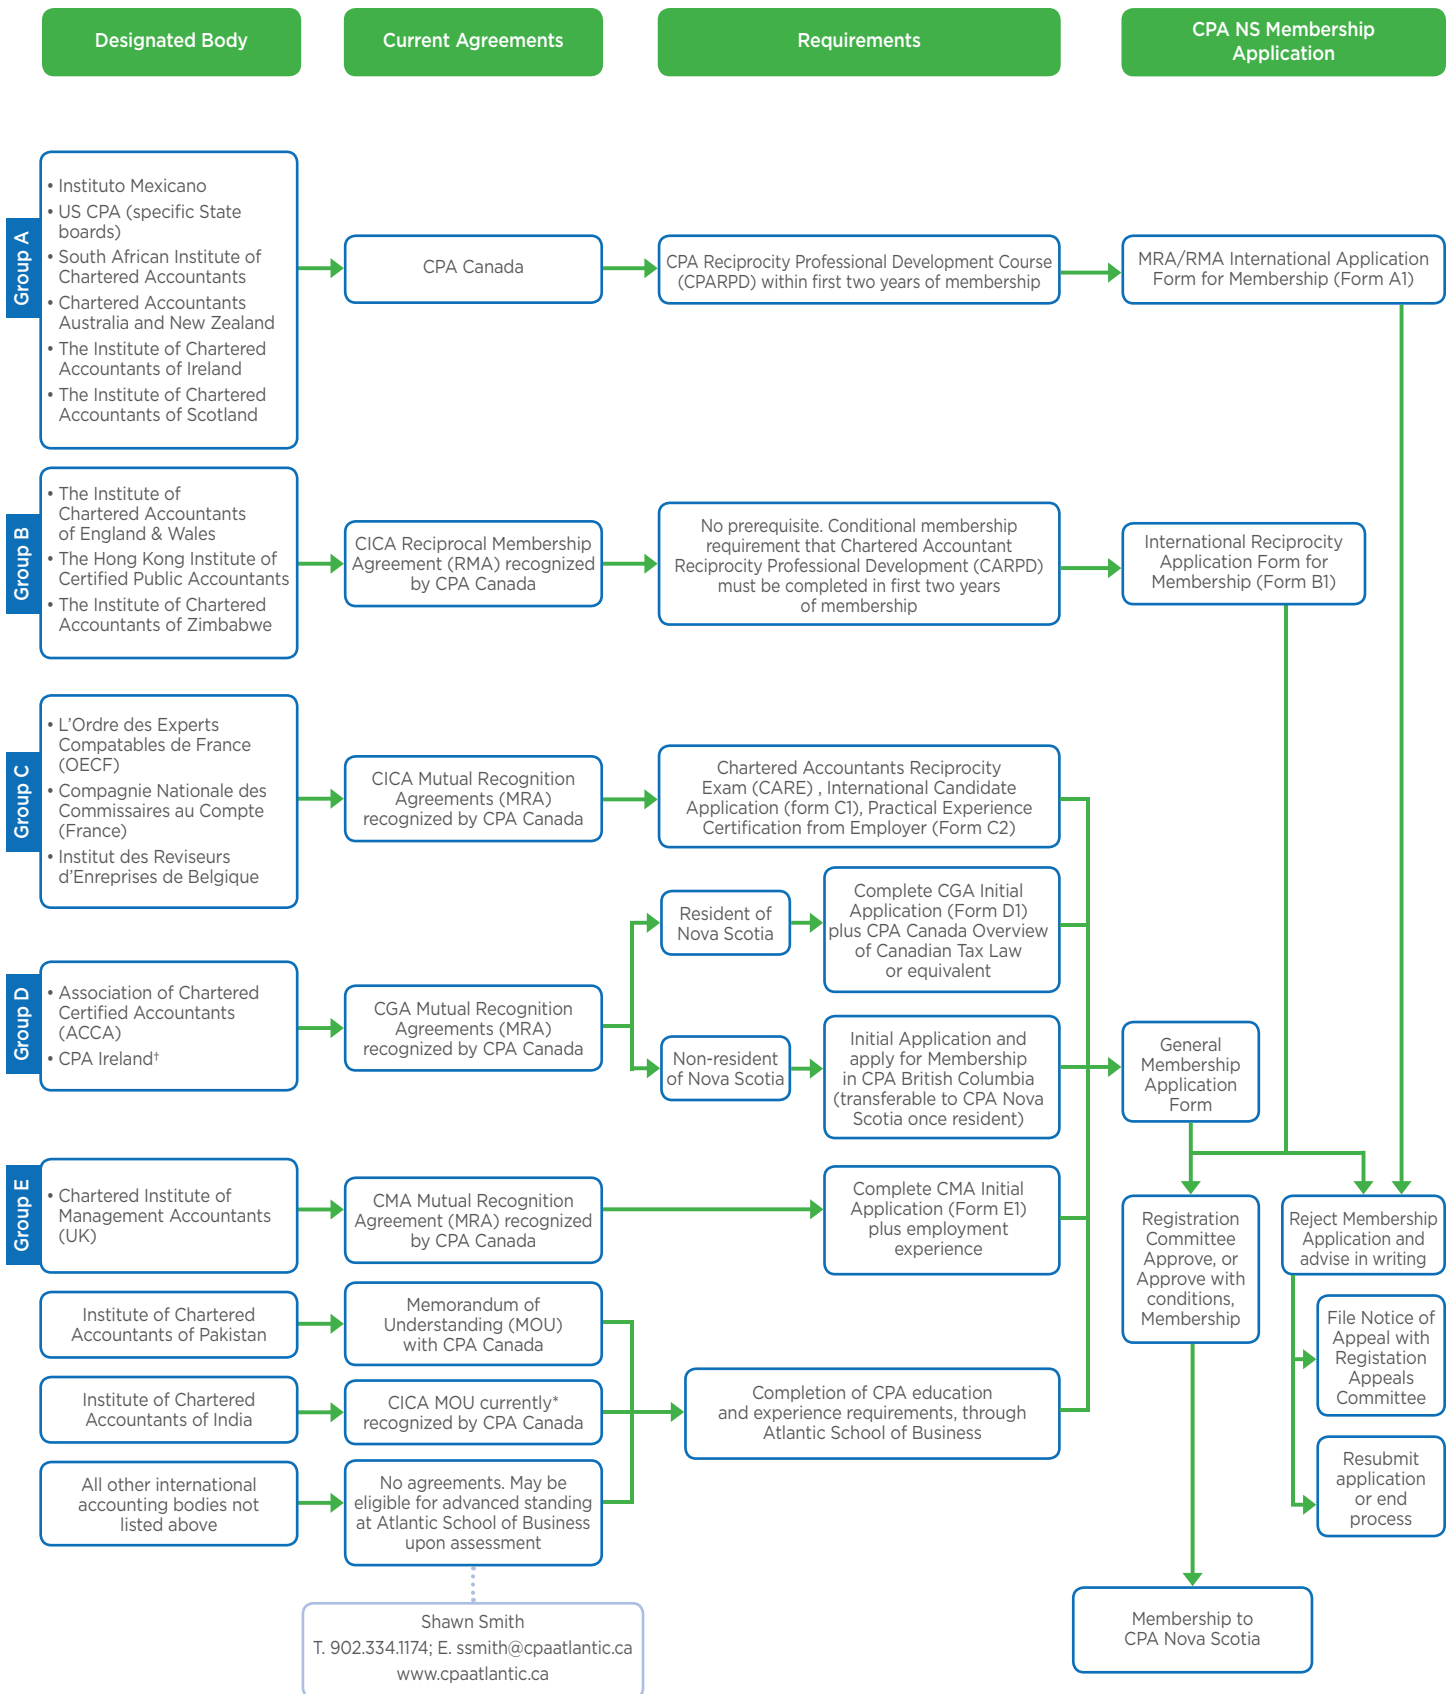 Designated Body
Current Agreements
Requirements
CPA NS Membership
Application
Group A
• Instituto Mexicano
• US CPA (specific State
boards)
• South African Institute of
Chartered Accountants
• Chartered Accountants
Australia and New Zealand
• The Institute of Chartered
Accountants of Ireland
• The Institute of Chartered
Accountants of Scotland
CPA Canada
CPA Reciprocity Professional Development Course
(CPARPD) within first two years of membership
MRA/RMA International Application
Form for Membership (Form A1)
Group B
• The Institute of
Chartered Accountants
of England & Wales
• The Hong Kong Institute of
Certified Public Accountants
• The Institute of Chartered
Accountants of Zimbabwe
CICA Reciprocal Membership
Agreement (RMA) recognized
by CPA Canada
No prerequisite. Conditional membership
requirement that Chartered Accountant
Reciprocity Professional Development (CARPD)
must be completed in first two years
of membership
International Reciprocity
Application Form for
Membership (Form B1)
Group C
• L'Ordre des Experts
Compatables de France
(OECF)
• Compagnie Nationale des
Commissaires au Compte
(France)
• Institut des Reviseurs
d'Enreprises de Belgique
CICA Mutual Recognition
Agreements (MRA)
recognized by CPA Canada
Chartered Accountants Reciprocity
Exam (CARE) , International Candidate
Application (form C1), Practical Experience
Certification from Employer (Form C2)
Group D
• Association of Chartered
Certified Accountants
(ACCA)
• CPA Ireland†
CGA Mutual Recognition
Agreements (MRA)
recognized by CPA Canada
Resident of
Nova Scotia
Complete CGA Initial
Application (Form D1)
plus CPA Canada Overview
of Canadian Tax Law
or equivalent
Non-resident
of Nova Scotia
Initial Application and
apply for Membership
in CPA British Columbia
(transferable to CPA Nova
Scotia once resident)
General
Membership
Application
Form
Group E
• Chartered Institute of
Management Accountants
(UK)
CMA Mutual Recognition
Agreement (MRA) recognized
by CPA Canada
Complete CMA Initial
Application (Form E1)
plus employment
experience
Registration
Committee
Approve, or
Approve with
conditions,
Membership
Reject Membership
Application and
advise in writing
Institute of Chartered
Accountants of Pakistan
Memorandum of
Understanding (MOU)
with CPA Canada
File Notice of
Appeal with
Registation
Appeals
Committee
Institute of Chartered
Accountants of India
CICA MOU currently*
recognized by CPA Canada
Completion of CPA education
and experience requirements, through
Atlantic School of Business
Resubmit
application
or end
process
All other international
accounting bodies not
listed above
No agreements. May be
eligible for advanced standing
at Atlantic School of Business
upon assessment
Shawn Smith
T. 902.334.1174; E. ssmith@cpaatlantic.ca
www.cpaatlantic.ca
Membership to
CPA Nova Scotia